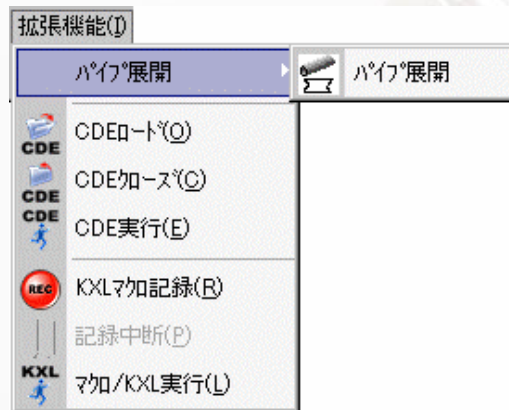 拡張機能(I)
ﾊﾟｲﾌﾟ展開
ﾊﾟｲﾌﾟ展開
CDE
CDEﾛｰﾄﾞ(O)
CDE
CDEｸﾛｰｽﾞ(C)
CDE
CDE実行(E)
REC
KXLﾏｸﾛ記録(R)
記録中断(P)
KXL
ﾏｸﾛ/KXL実行(L)